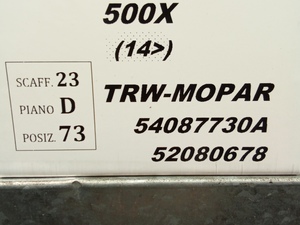 500X
(14>)
SCAFF. 23
PIANO D
POSIZ. 73
TRW-MOPAR
54087730A
52080678